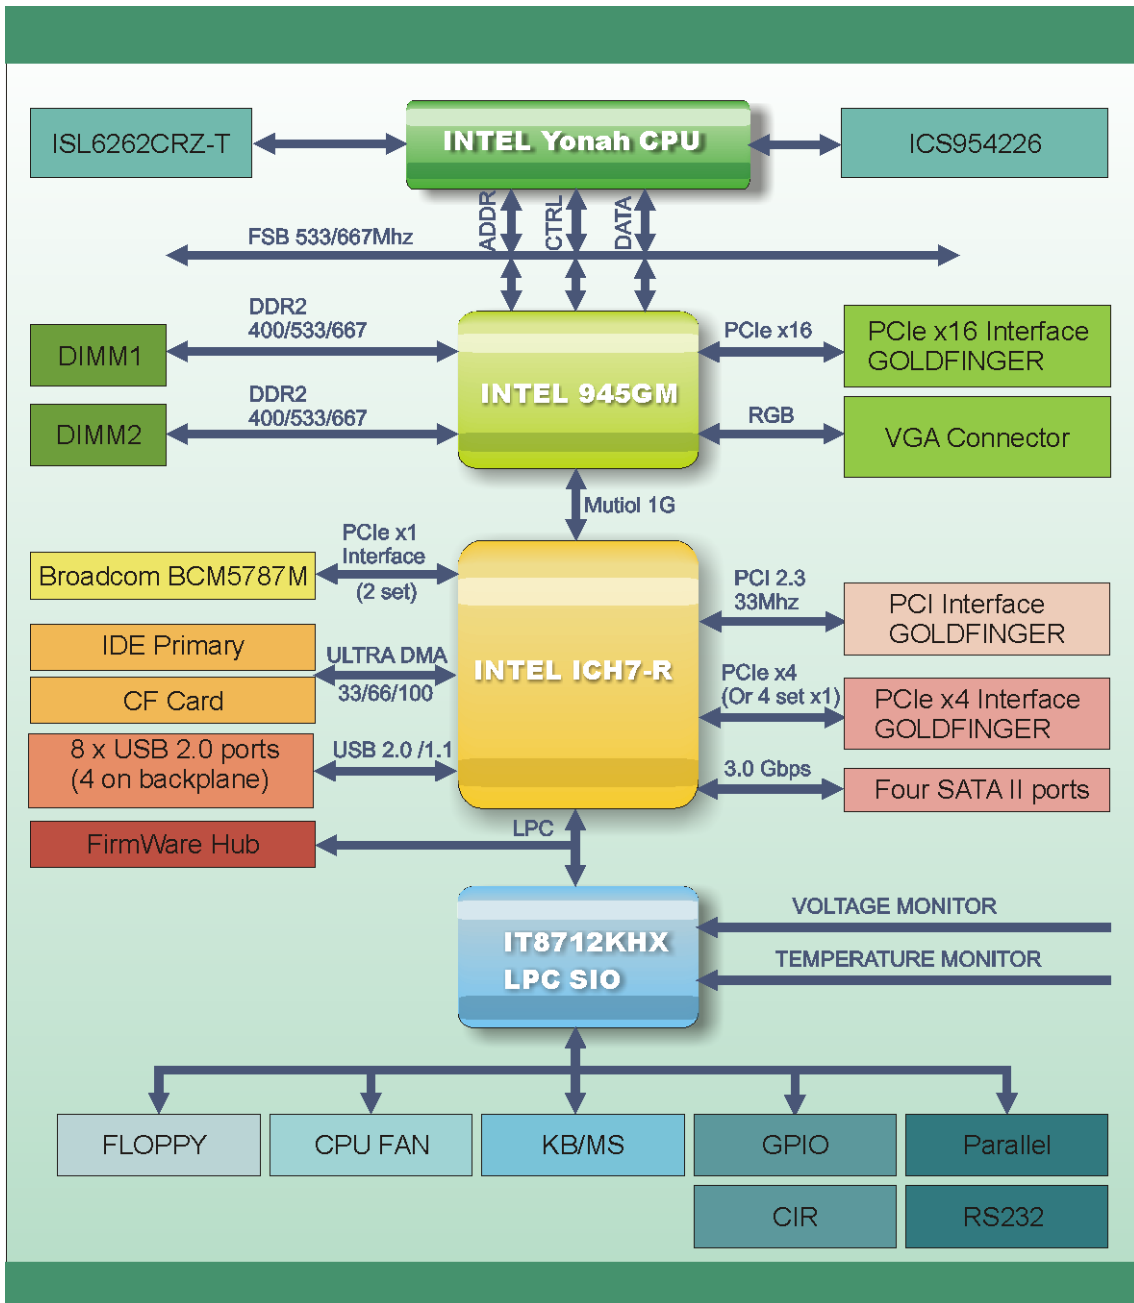 ISL6262CRZ-T
INTEL Yonah CPU
ICS954226
ADDR
CTRL
DATA
FSB 533/667Mhz
DDR2
400/533/667
DIMM1
DDR2
400/533/667
DIMM2
INTEL 945GM
PCIe x16
PCIe x16 Interface
GOLDFINGER
RGB
VGA Connector
Mutiol 1G
Broadcom BCM5787M
PCIe x1
Interface
(2 set)
IDE Primary
CF Card
ULTRA DMA
33/66/100
8 x USB 2.0 ports
(4 on backplane)
USB 2.0 /1.1
FirmWare Hub
LPC
INTEL ICH7-R
PCI 2.3
33Mhz
PCI Interface
GOLDFINGER
PCIe x4
(Or 4 set x1)
PCIe x4 Interface
GOLDFINGER
3.0 Gbps
Four SATA II ports
IT8712KHX
LPC SIO
VOLTAGE MONITOR
TEMPERATURE MONITOR
FLOPPY
CPU FAN
KB/MS
GPIO
Parallel
CIR
RS232